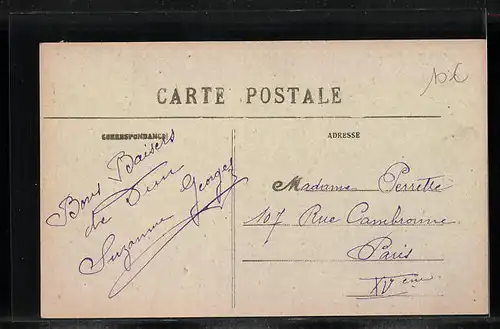 CARTE POSTALE
CORRESPONDANCE
ADRESSE
Bons Baisers
de
Suzanne Georges
Madame Perrette
107 Rue Cambronne
Paris
XVème